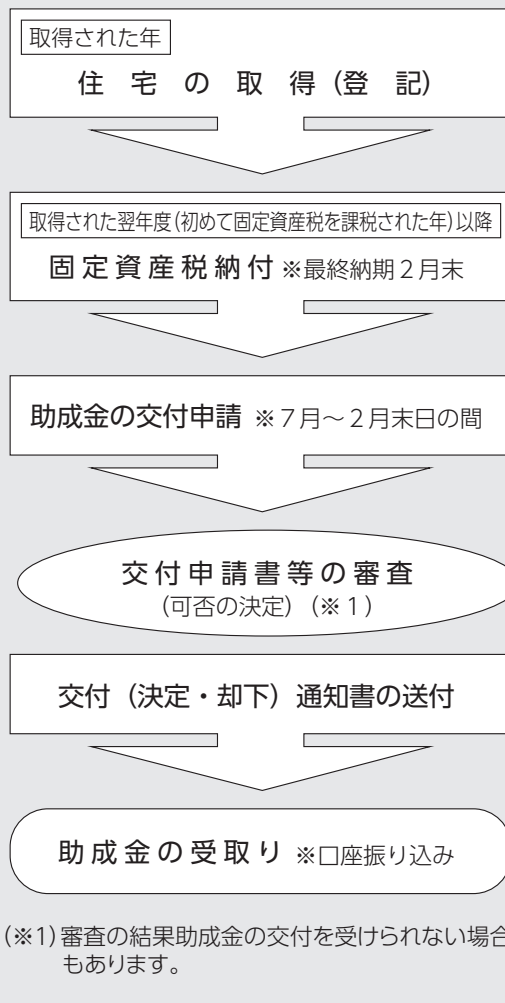 取得された年
住宅の取得(登記)
取得された翌年度(初めて固定資産税を課税された年)以降
固定資産税納付 ※最終納期2月末
助成金の交付申請 ※7月~2月末日の間
交付申請書等の審査
(可否の決定)(※1)
交付(決定・却下)通知書の送付
助成金の受取り ※口座振り込み
(※1)審査の結果助成金の交付を受けられない場合
もあります。